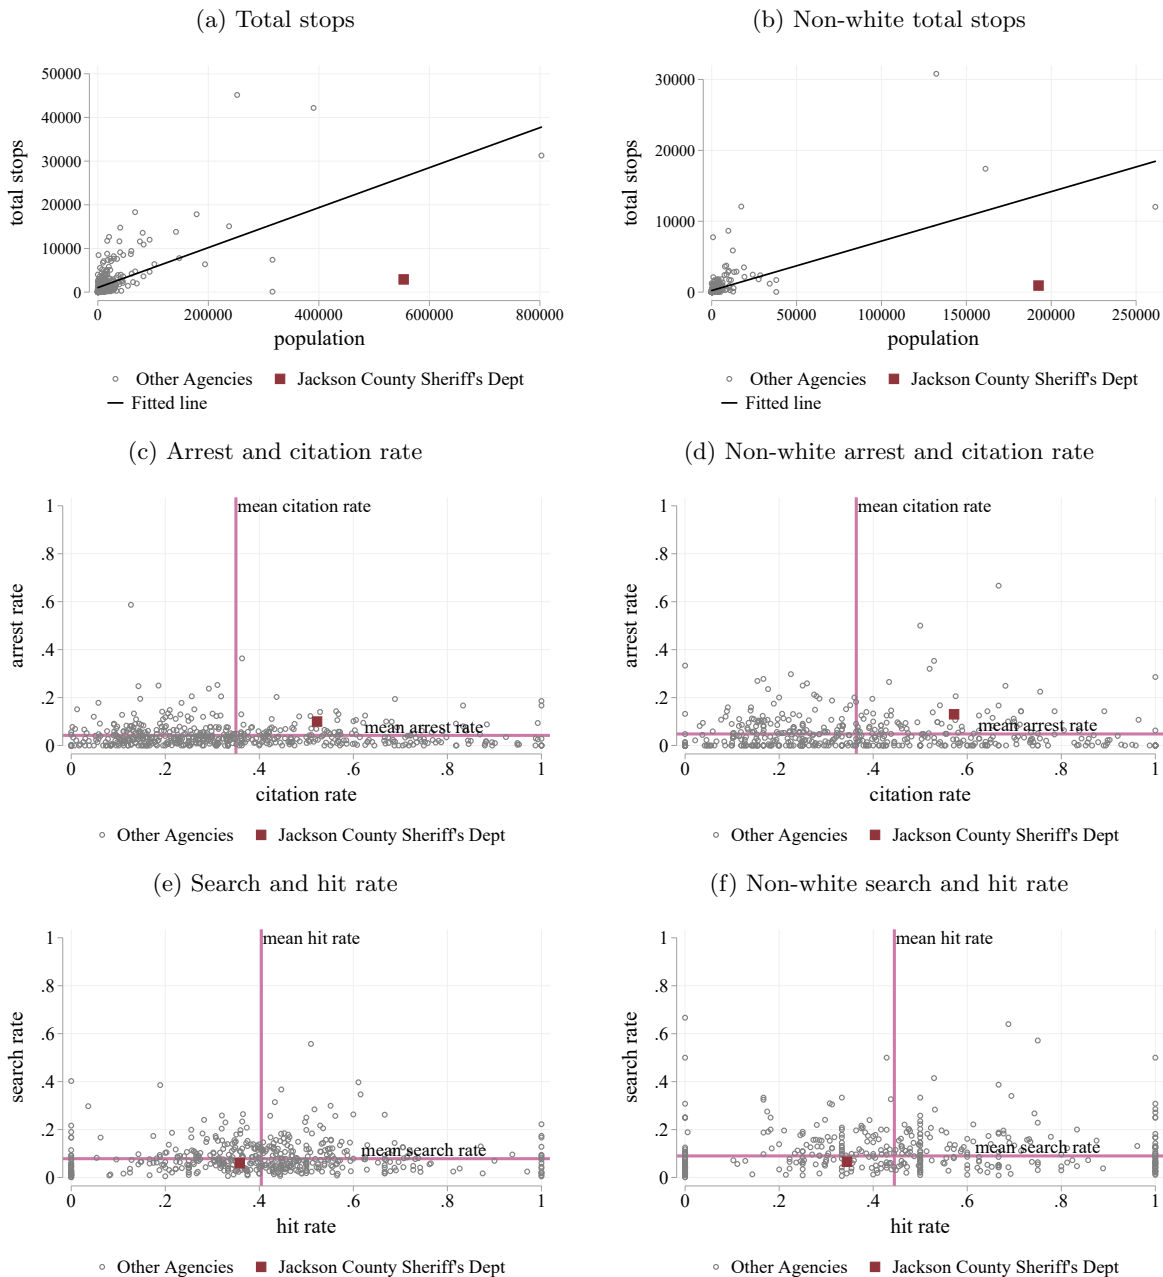 (a) Total stops
50000
40000
30000
20000
10000
0
total stops
0 200000 400000 600000 800000
population
Other Agencies Jackson County Sheriff's Dept
Fitted line
(b) Non-white total stops
30000
20000
10000
0
total stops
0 50000 100000 150000 200000 250000
population
Other Agencies Jackson County Sheriff's Dept
Fitted line
(c) Arrest and citation rate
1
.8
.6
.4
.2
0
arrest rate
mean citation rate
mean arrest rate
0 .2 .4 .6 .8 1
citation rate
Other Agencies Jackson County Sheriff's Dept
(d) Non-white arrest and citation rate
1
.8
.6
.4
.2
0
arrest rate
mean citation rate
mean arrest rate
0 .2 .4 .6 .8 1
citation rate
Other Agencies Jackson County Sheriff's Dept
(e) Search and hit rate
1
.8
.6
.4
.2
0
search rate
mean hit rate
mean search rate
0 .2 .4 .6 .8 1
hit rate
Other Agencies Jackson County Sheriff's Dept
(f) Non-white search and hit rate
1
.8
.6
.4
.2
0
search rate
mean hit rate
mean search rate
0 .2 .4 .6 .8 1
hit rate
Other Agencies Jackson County Sheriff's Dept